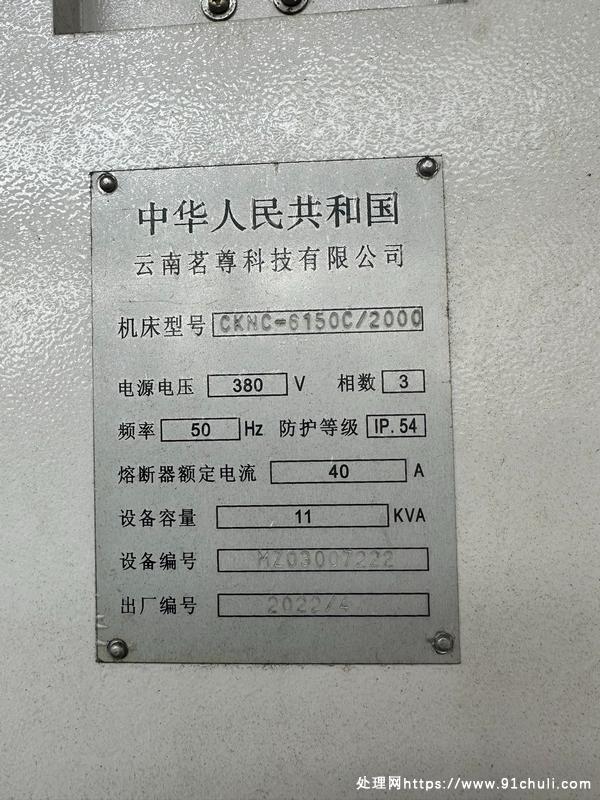 中华人民共和国
云南茗尊科技有限公司
机床型号 CKNC-6150C/2000
电源电压 380 V 相数 3
频率 50 Hz 防护等级 IP.54
熔断器额定电流 40 A
设备容量 11 KVA
设备编号 MZ03007222
出厂编号 2022/4
处理网https://www.91chuli.com